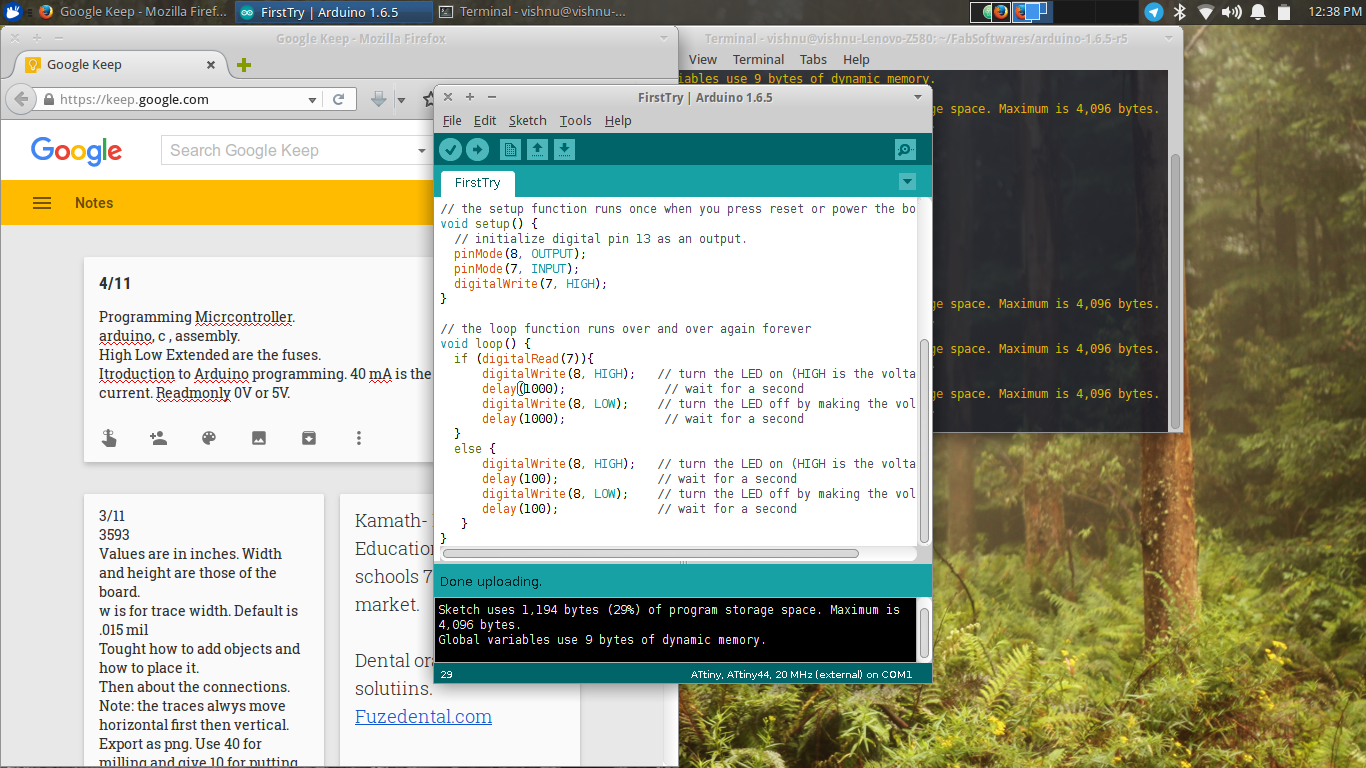 Google Keep - Mozilla Firef...
FirstTry | Arduino 1.6.5
Terminal - vishnu@vishnu-...
12:38 PM
Google Keep - Mozilla Firefox
Google Keep
https://keep.google.com
Google
Search Google Keep
Notes
4/11
Programming Micrcontroller.
arduino, c , assembly.
High Low Extended are the fuses.
Itroduction to Arduino programming. 40 mA is the
current. Readmonly 0V or 5V.
3/11
3593
Values are in inches. Width
and height are those of the
board.
w is for trace width. Default is
.015 mil
Tought how to add objects and
how to place it.
Then about the connections.
Note: the traces alwys move
horizontal first then vertical.
Export as png. Use 40 for
milling and give 10 for putting
Kamath-
Education
schools 7
market.
Dental or
solutiins.
Fuzedental.com
Terminal - vishnu@vishnu-Lenovo-Z580: ~/FabSoftwares/arduino-1.6.5-r5
View Terminal Tabs Help
iables use 9 bytes of dynamic memory.
ge space. Maximum is 4,096 bytes.
ge space. Maximum is 4,096 bytes.
ge space. Maximum is 4,096 bytes.
ge space. Maximum is 4,096 bytes.
FirstTry | Arduino 1.6.5
File Edit Sketch Tools Help
FirstTry
// the setup function runs once when you press reset or power the bo
void setup() {
// initialize digital pin 13 as an output.
pinMode(8, OUTPUT);
pinMode(7, INPUT);
digitalWrite(7, HIGH);
}
// the loop function runs over and over again forever
void loop() {
if (digitalRead(7)){
digitalWrite(8, HIGH); // turn the LED on (HIGH is the volta
delay(1000); // wait for a second
digitalWrite(8, LOW); // turn the LED off by making the vol
delay(1000); // wait for a second
}
else {
digitalWrite(8, HIGH); // turn the LED on (HIGH is the volta
delay(100); // wait for a second
digitalWrite(8, LOW); // turn the LED off by making the vol
delay(100); // wait for a second
}
}
Done uploading.
Sketch uses 1,194 bytes (29%) of program storage space. Maximum is
4,096 bytes.
Global variables use 9 bytes of dynamic memory.
29
ATtiny, ATtiny44, 20 MHz (external) on COM1